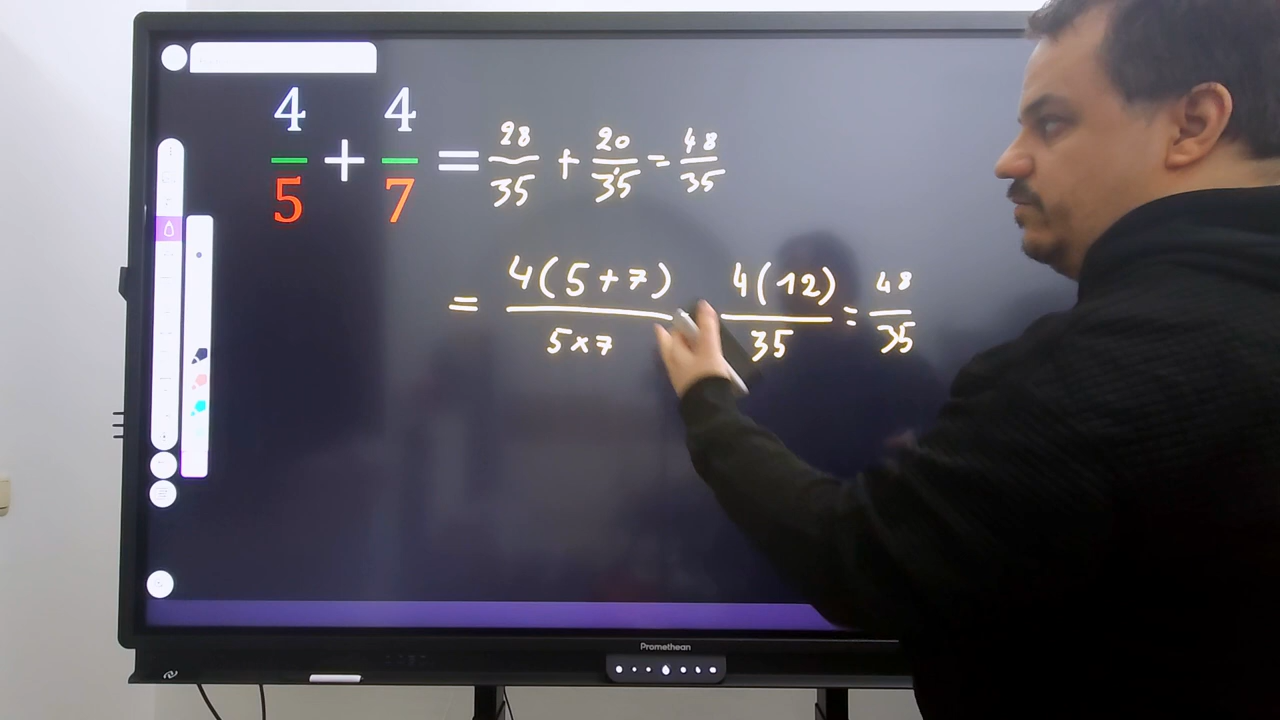 4/5 + 4/7 = 28/35 + 20/35 = 48/35
= 4(5+7)/5×7 4(12)/35 = 48/35
Promethean